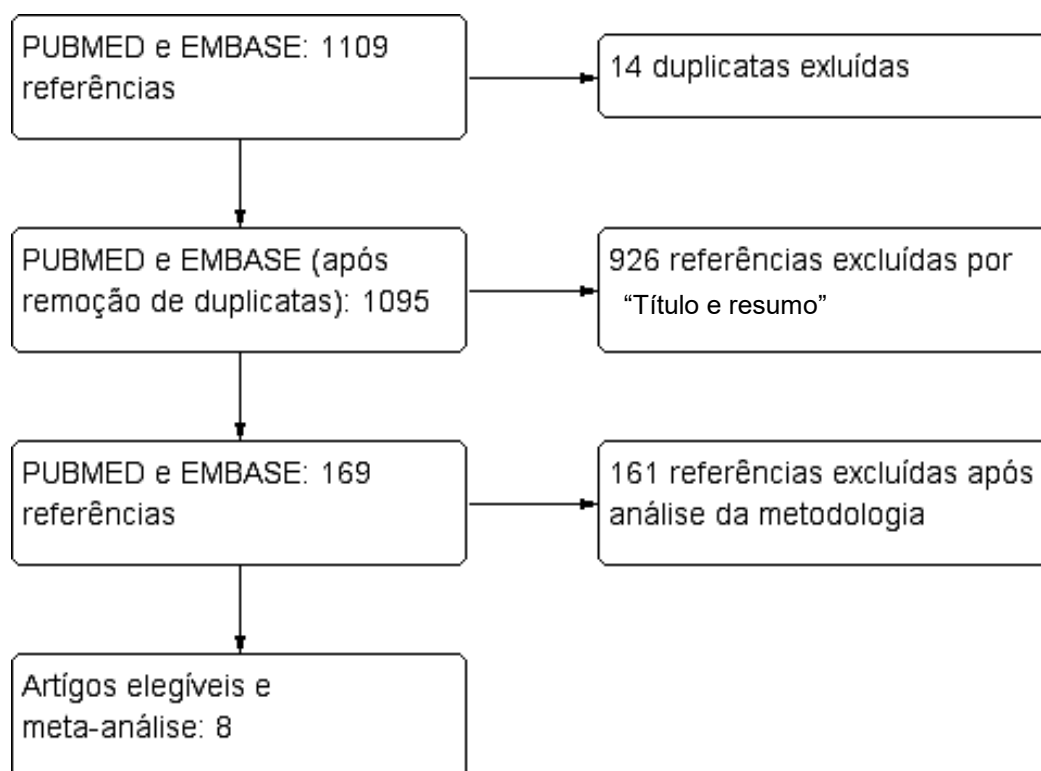 PUBMED e EMBASE: 1109
referências
14 duplicatas exluídas
PUBMED e EMBASE (após
remoção de duplicatas): 1095
926 referências excluídas por
“Título e resumo”
PUBMED e EMBASE: 169
referências
161 referências excluídas após
análise da metodologia
Artígos elegíveis e
meta-análise: 8